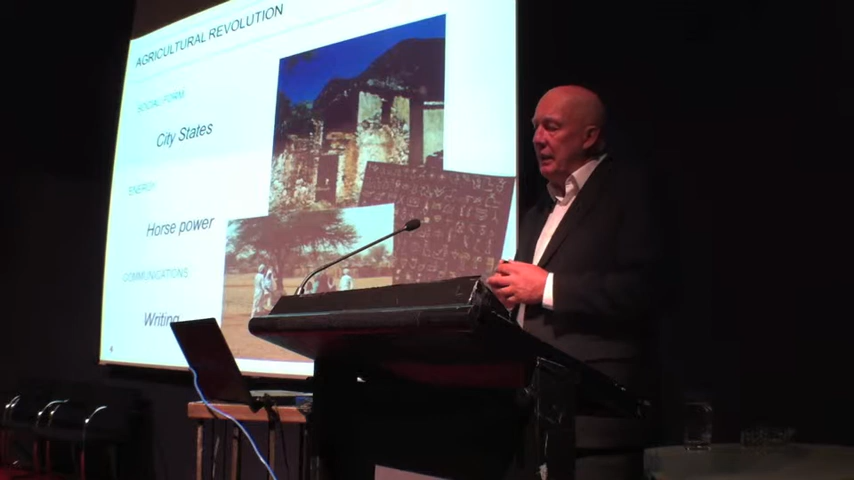 AGRICULTURAL REVOLUTION
SOCIAL FORM
City States
ENERGY
Horse power
COMMUNICATIONS
Writing